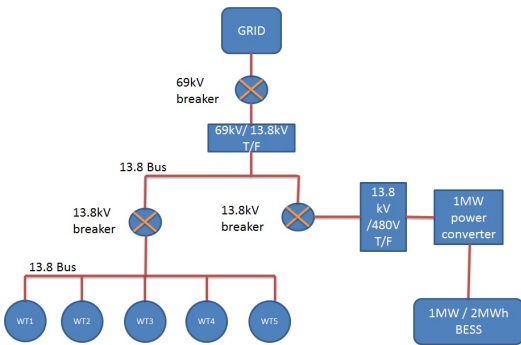 GRID
69kV
breaker
69kV/ 13.8kV
T/F
13.8 Bus
13.8kV
breaker
13.8kV
breaker
13.8
kV
/480V
T/F
1MW
power
converter
13.8 Bus
WT1
WT2
WT3
WT4
WT5
1MW / 2MWh
BESS